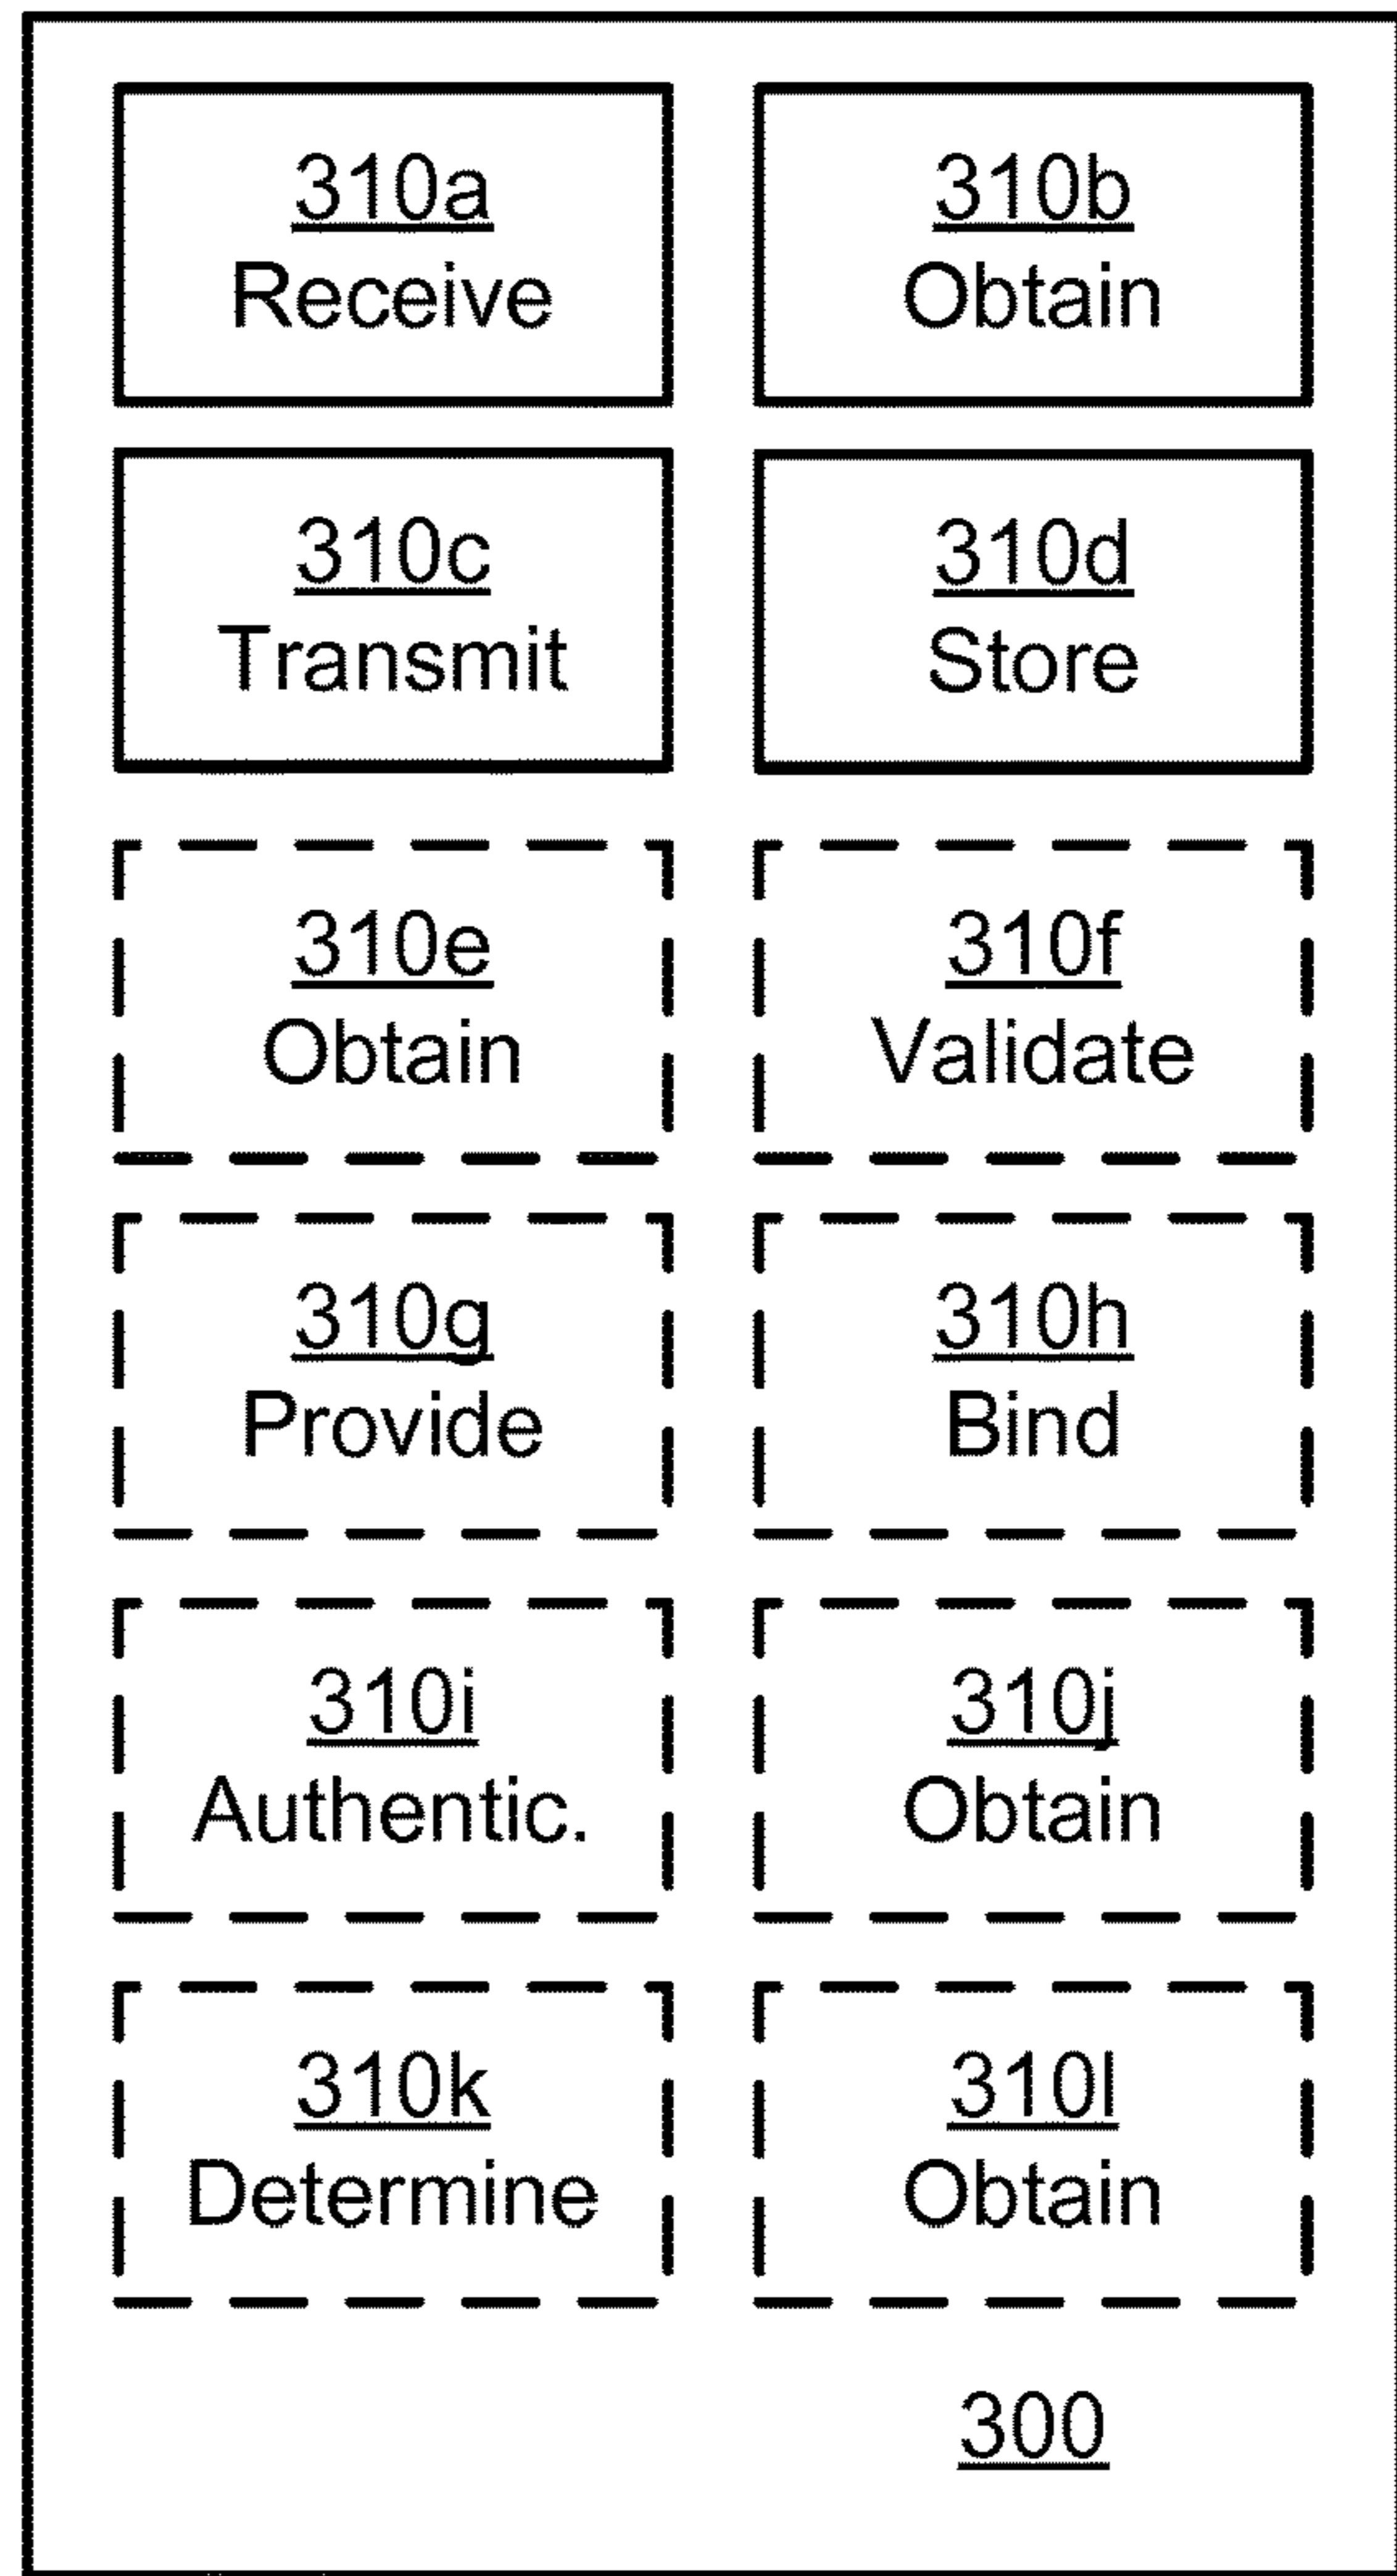 310a
Receive
310b
Obtain
310c
Transmit
310d
Store
310e
Obtain
310f
Validate
310g
Provide
310h
Bind
310i
Authentic.
310j
Obtain
310k
Determine
310l
Obtain
300